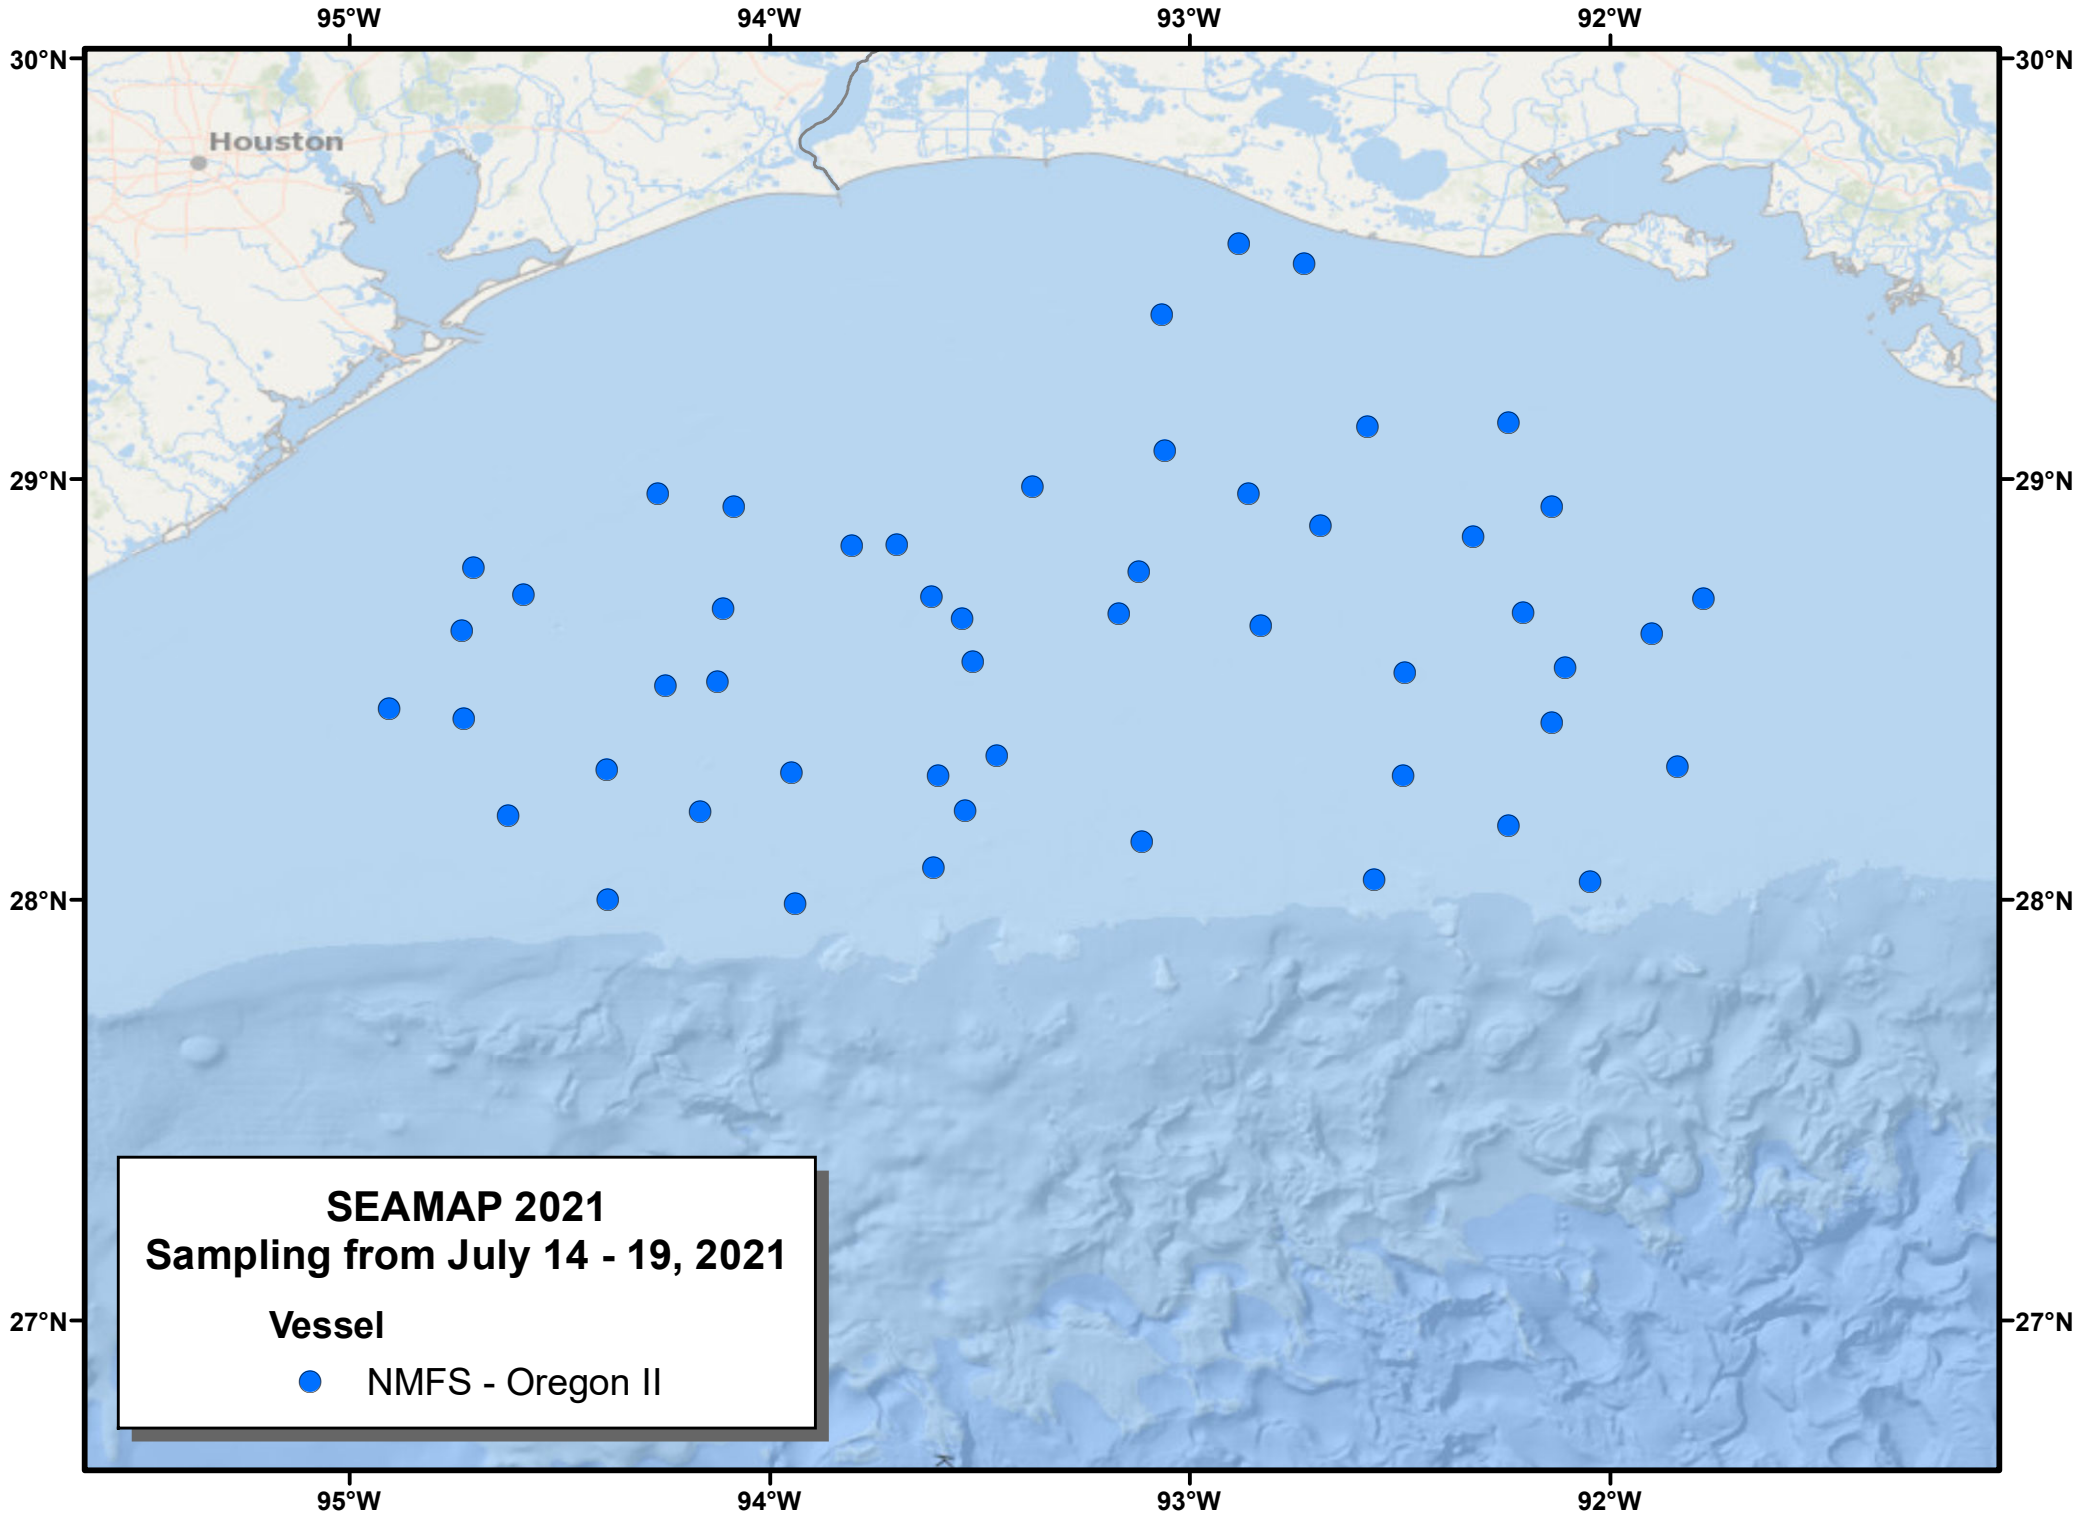 95°W 94°W 93°W 92°W
30°N 30°N
Houston
29°N 29°N
28°N 28°N
SEAMAP 2021
Sampling from July 14 - 19, 2021
27°N 27°N
Vessel
NMFS - Oregon II
95°W 94°W 93°W 92°W